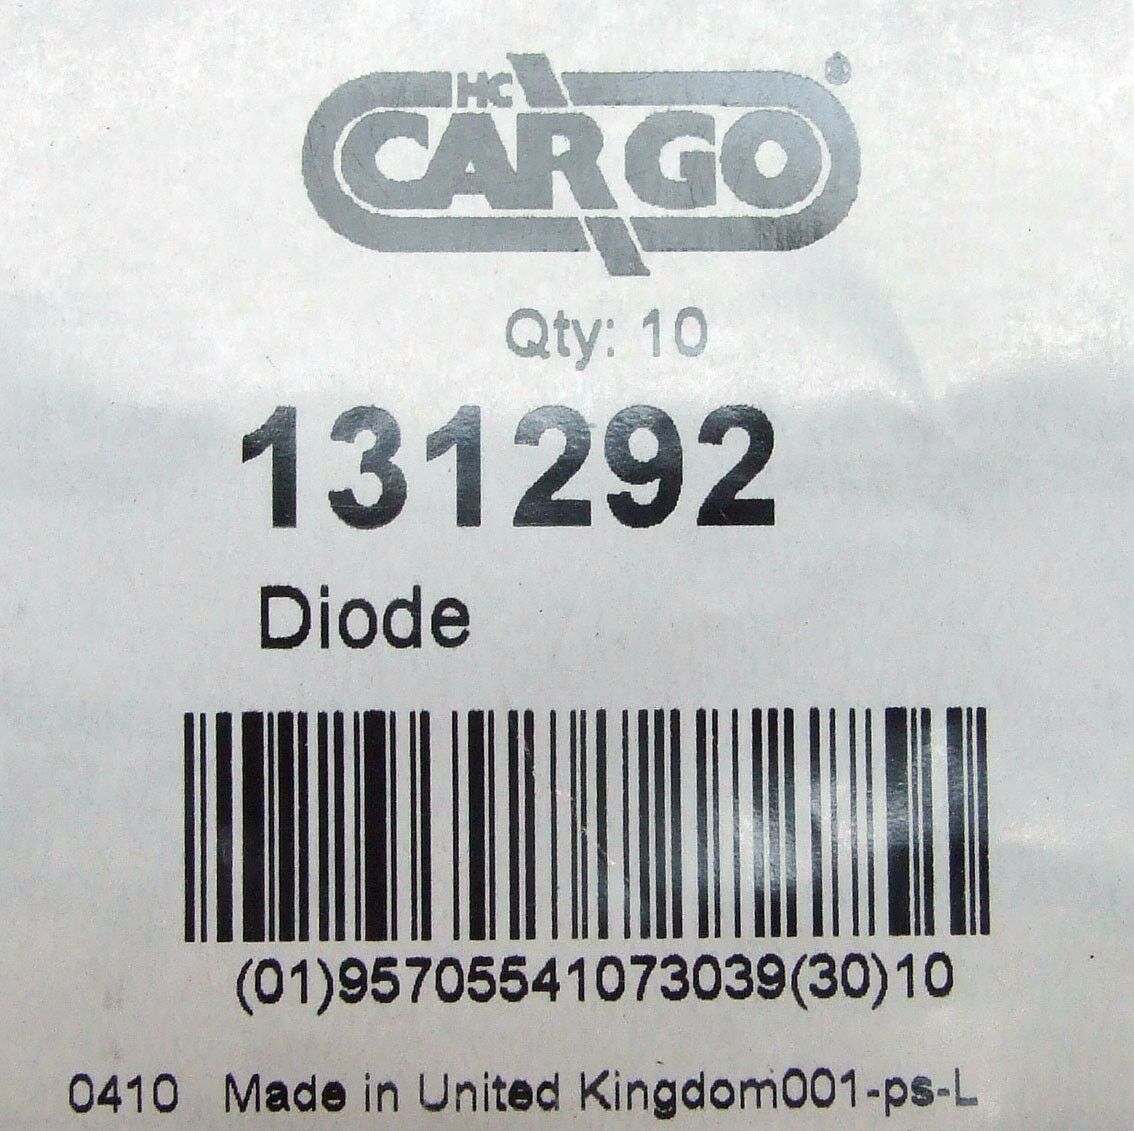 HC
CARGO®
Qty: 10
131292
Diode
(01)95705541073039(30)10
0410 Made in United Kingdom001-ps-L